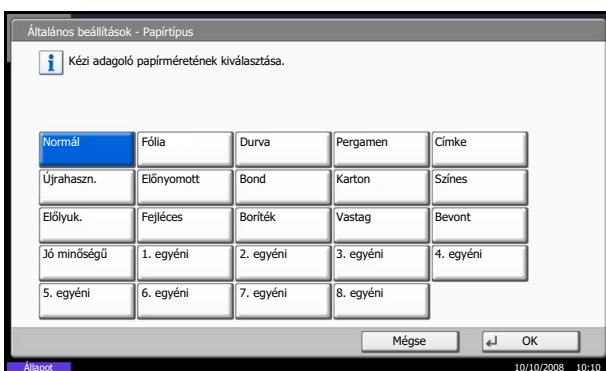 Általános beállítások - Papírtípus
Kézi adagoló papírméretének kiválasztása.
Normál Fólia Durva Pergamen Címke
Újrahaszn. Előnyomott Bond Karton Színes
Előlyuk. Fejléces Boríték Vastag Bevont
Jó minőségű 1. egyéni 2. egyéni 3. egyéni 4. egyéni
5. egyéni 6. egyéni 7. egyéni 8. egyéni
Mégse OK
Állapot 10/10/2008 10:10